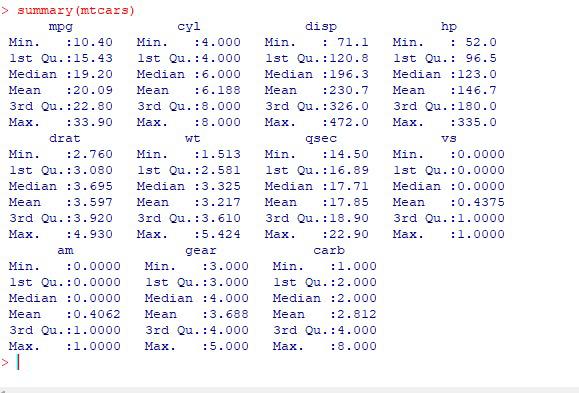 > summary(mtcars)
mpg cyl disp hp
Min. :10.40 Min. :4.000 Min. : 71.1 Min. : 52.0
1st Qu.:15.43 1st Qu.:4.000 1st Qu.:120.8 1st Qu.: 96.5
Median :19.20 Median :6.000 Median :196.3 Median :123.0
Mean :20.09 Mean :6.188 Mean :230.7 Mean :146.7
3rd Qu.:22.80 3rd Qu.:8.000 3rd Qu.:326.0 3rd Qu.:180.0
Max. :33.90 Max. :8.000 Max. :472.0 Max. :335.0
drat wt qsec vs
Min. :2.760 Min. :1.513 Min. :14.50 Min. :0.0000
1st Qu.:3.080 1st Qu.:2.581 1st Qu.:16.89 1st Qu.:0.0000
Median :3.695 Median :3.325 Median :17.71 Median :0.0000
Mean :3.597 Mean :3.217 Mean :17.85 Mean :0.4375
3rd Qu.:3.920 3rd Qu.:3.610 3rd Qu.:18.90 3rd Qu.:1.0000
Max. :4.930 Max. :5.424 Max. :22.90 Max. :1.0000
am gear carb
Min. :0.0000 Min. :3.000 Min. :1.000
1st Qu.:0.0000 1st Qu.:3.000 1st Qu.:2.000
Median :0.0000 Median :4.000 Median :2.000
Mean :0.4062 Mean :3.688 Mean :2.812
3rd Qu.:1.0000 3rd Qu.:4.000 3rd Qu.:4.000
Max. :1.0000 Max. :5.000 Max. :8.000
>